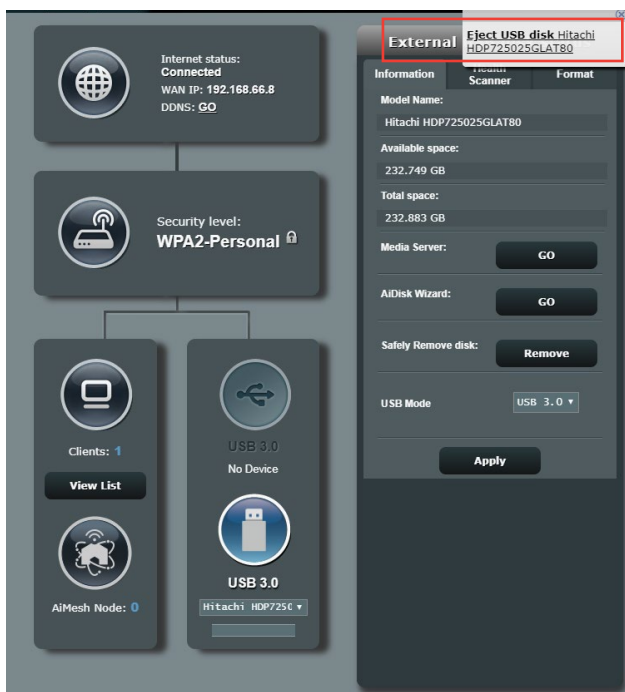 Internet status:
Connected
WAN IP: 192.168.66.8
DDNS: GO
Security level:
WPA2-Personal
Clients: 1
View List
AiMesh Node: 0
USB 3.0
No Device
USB 3.0
Hitachi HDP7250
External
Eject USB disk Hitachi
HDP725025GLAT80
Information
Health
Scanner
Format
Model Name:
Hitachi HDP725025GLAT80
Available space:
232.749 GB
Total space:
232.883 GB
Media Server:
GO
AiDisk Wizard:
GO
Safely Remove disk:
Remove
USB Mode
USB 3.0
Apply